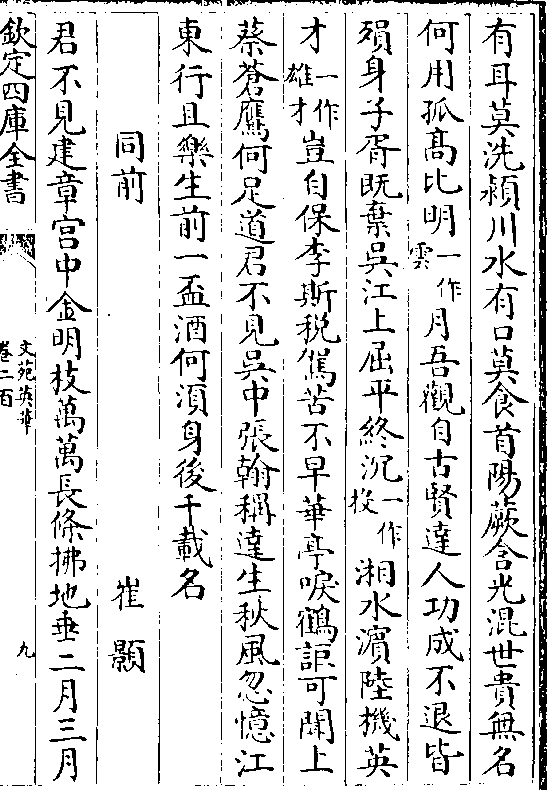 有耳莫洗潁川水有口莫食首陽蕨含光混世貴無名
何用孤髙比明一作雲月吾觀自古賢達人功成不退皆
殞身子胥既棄吳江上屈平終沉一作投湘水濵陸機英
才一作雄才豈自保李斯税駕苦不早華亭唳鶴詎可聞上
蔡蒼鷹何足道君不見吳中張翰稱達生秋風忽憶江
東行且樂生前一盃酒何須身後千載名
同前　崔顥
君不見建章宫中金明枝萬萬長條拂地垂二月三月
欽定四庫全書
文苑英華
卷二百
九